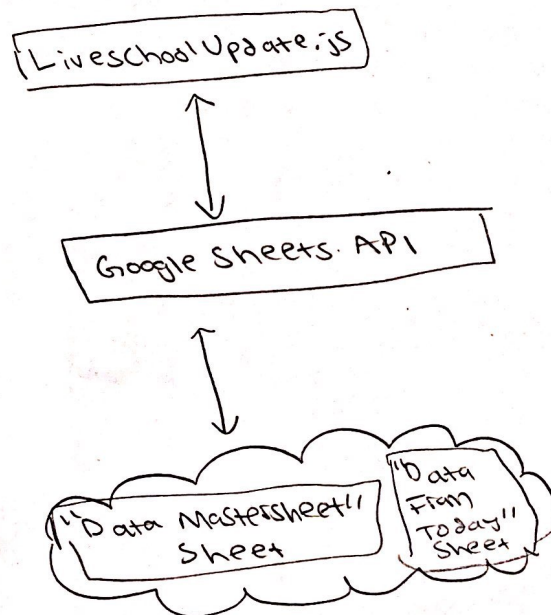 LiveschoolUpdate.js
Google Sheets API
"Data Mastersheet"
Sheet
"Data
From
Today"
Sheet